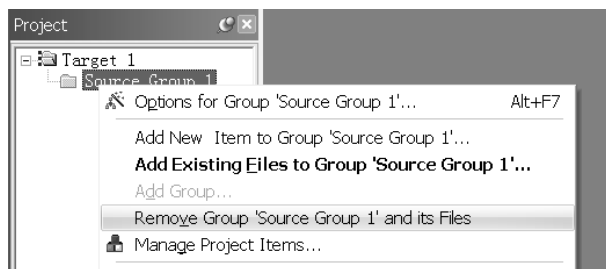 Project
Target 1
Source Group 1
Options for Group 'Source Group 1'... Alt+F7
Add New Item to Group 'Source Group 1'...
Add Existing Files to Group 'Source Group 1'...
Add Group...
Remove Group 'Source Group 1' and its Files
Manage Project Items...